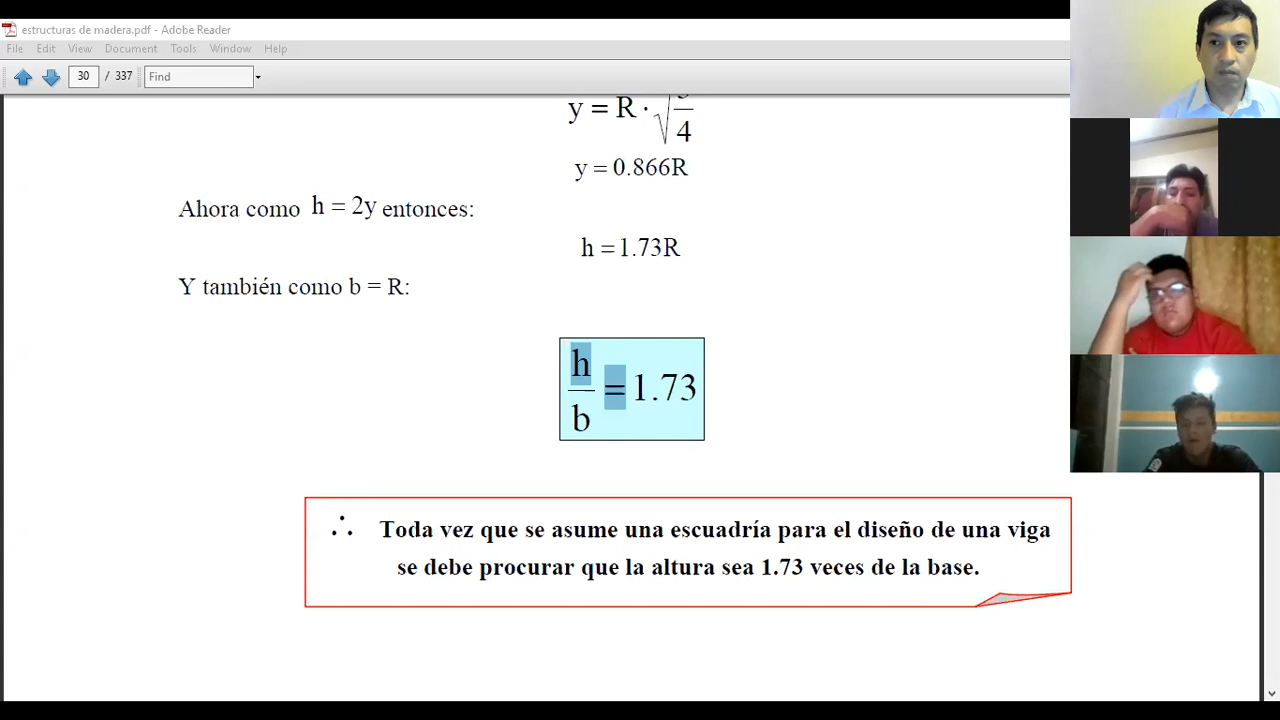 estructuras de madera.pdf - Adobe Reader
File Edit View Document Tools Window Help
30 / 337 Find
y = R · √ 3/4
y = 0.866R
Ahora como h = 2y entonces:
h = 1.73R
Y también como b = R:
h/b = 1.73
∴ Toda vez que se asume una escuadría para el diseño de una viga
se debe procurar que la altura sea 1.73 veces de la base.